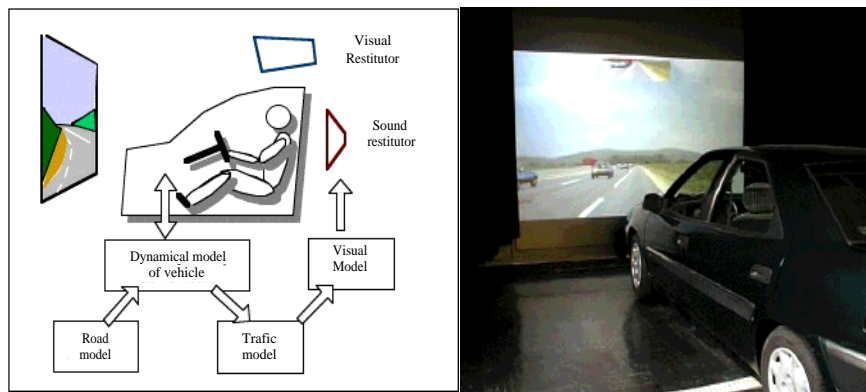 Visual
Restitutor
Sound
restitutor
Dynamical model
of vehicle
Visual
Model
Road
model
Trafic
model